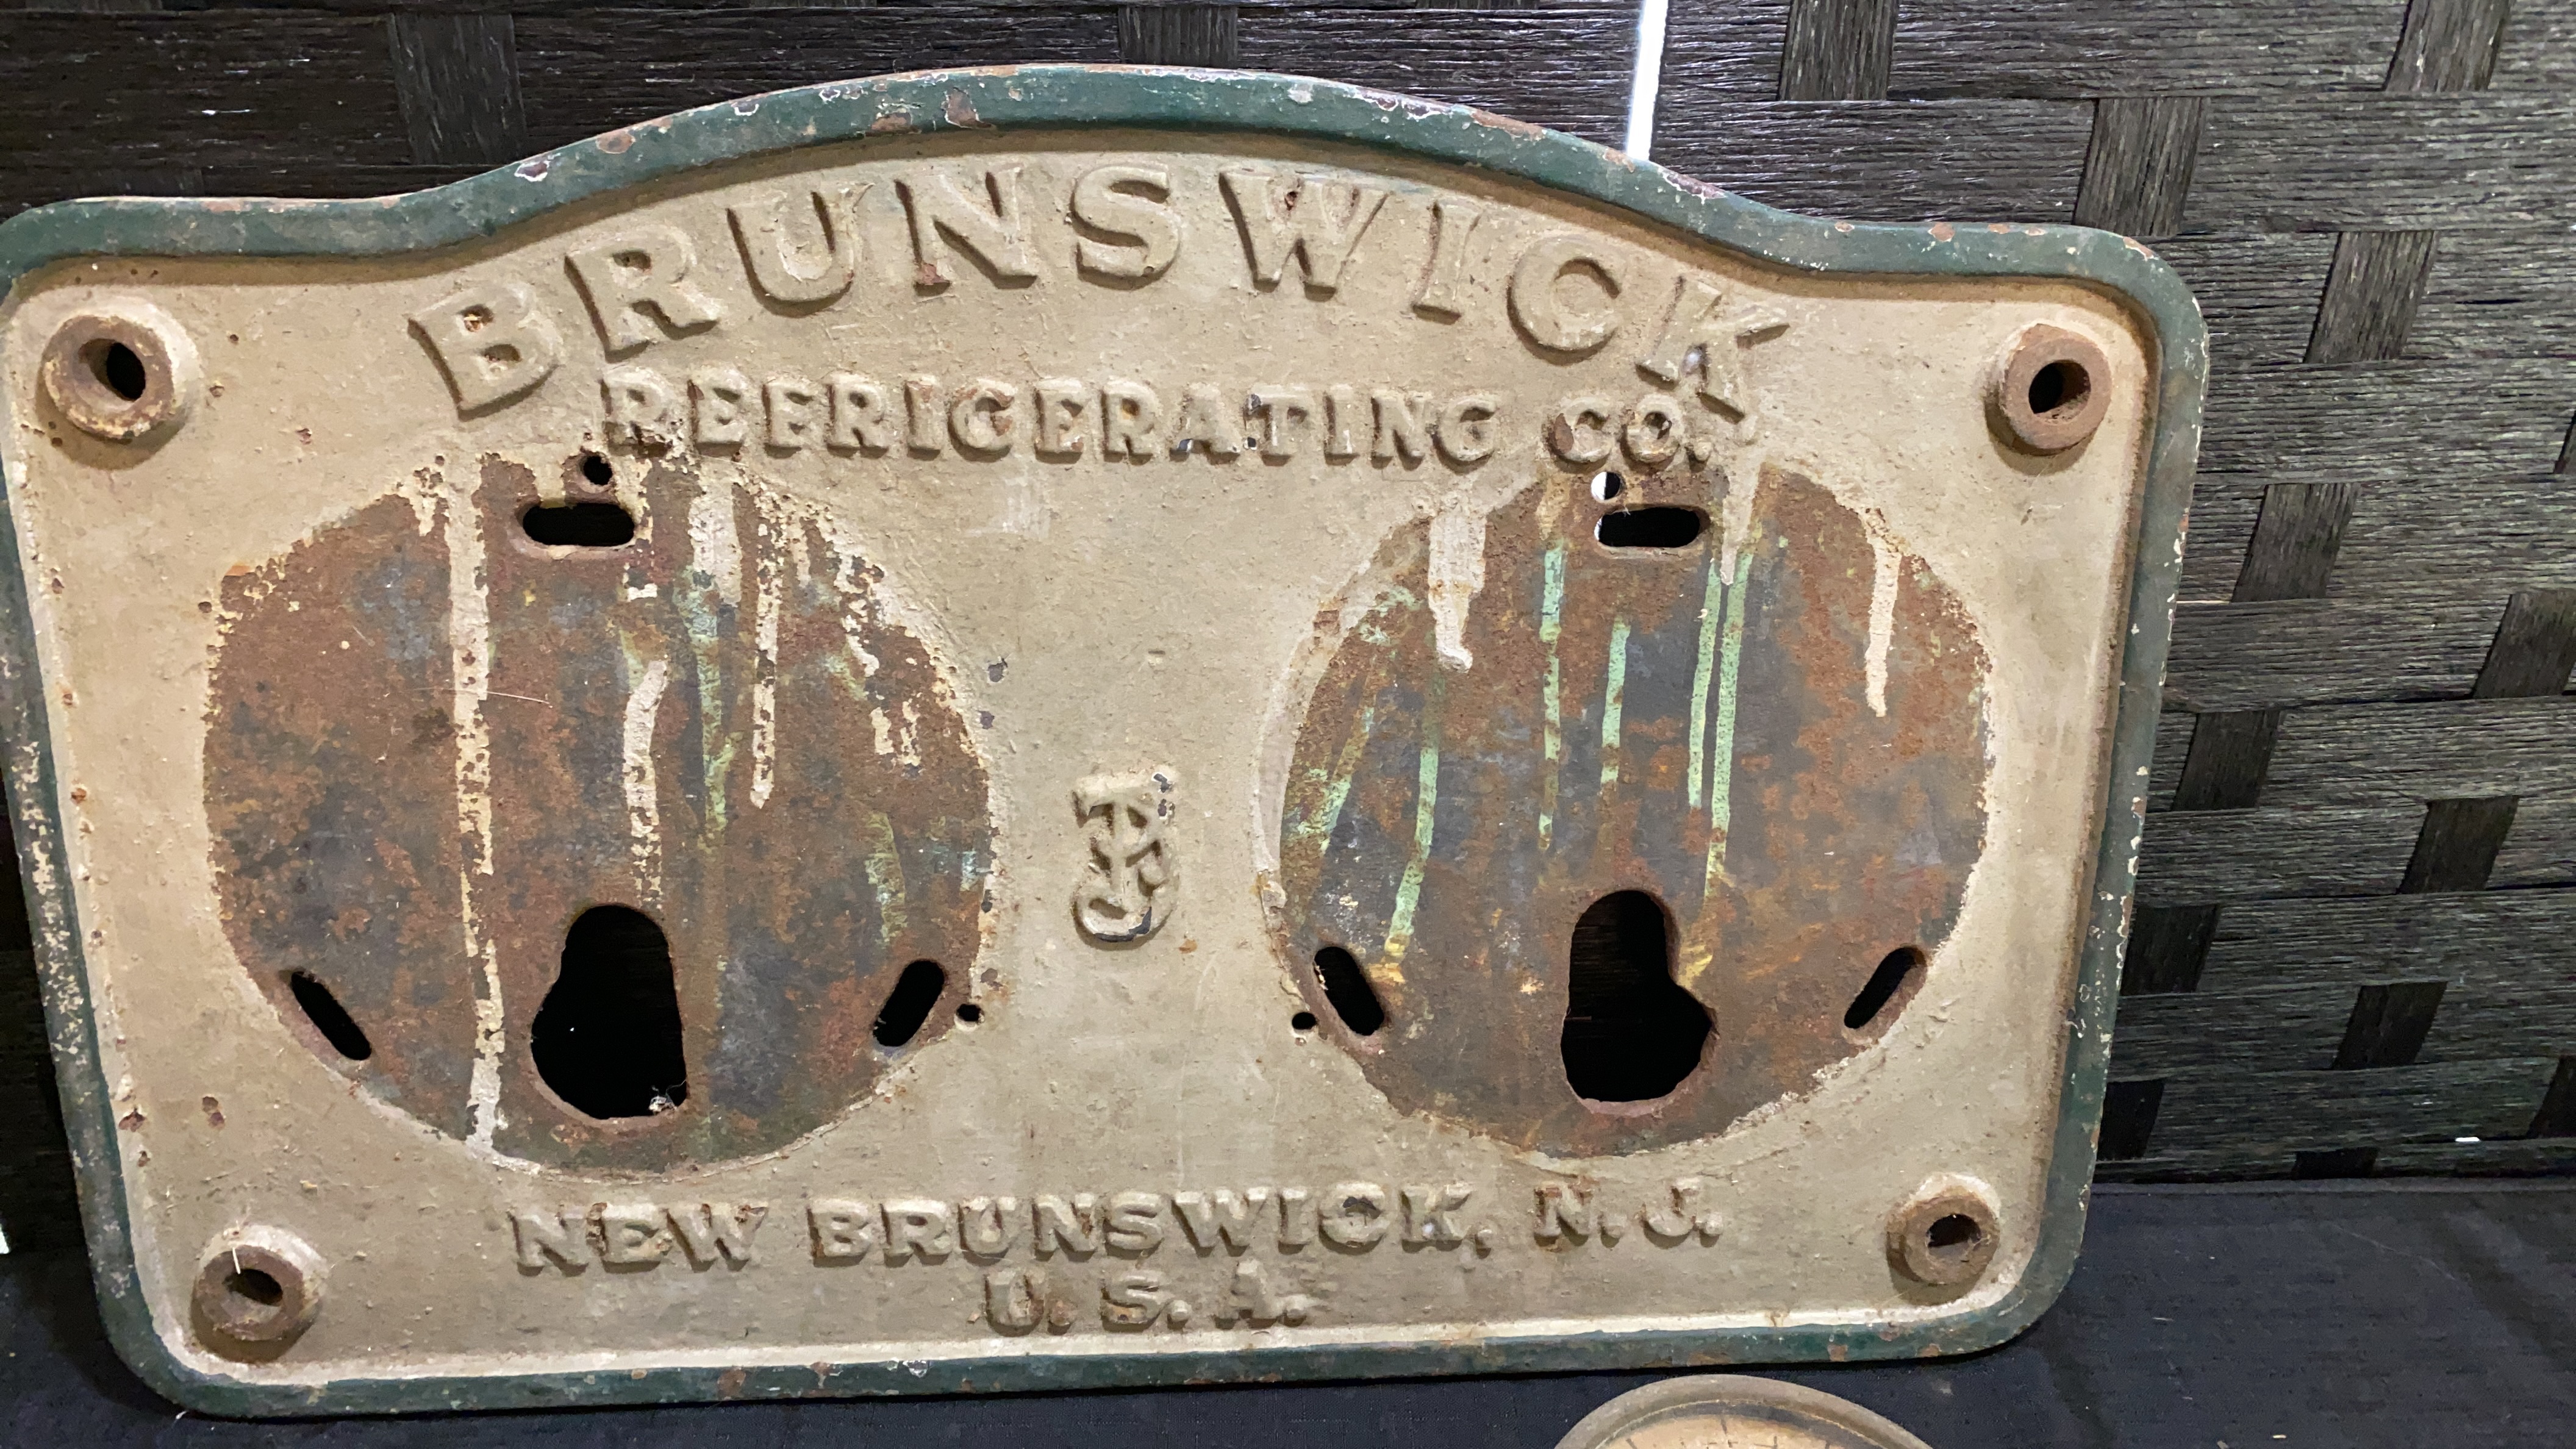 BRUNSWICK
REFRIGERATING CO.
NEW BRUNSWICK, N.J.
U.S.A.